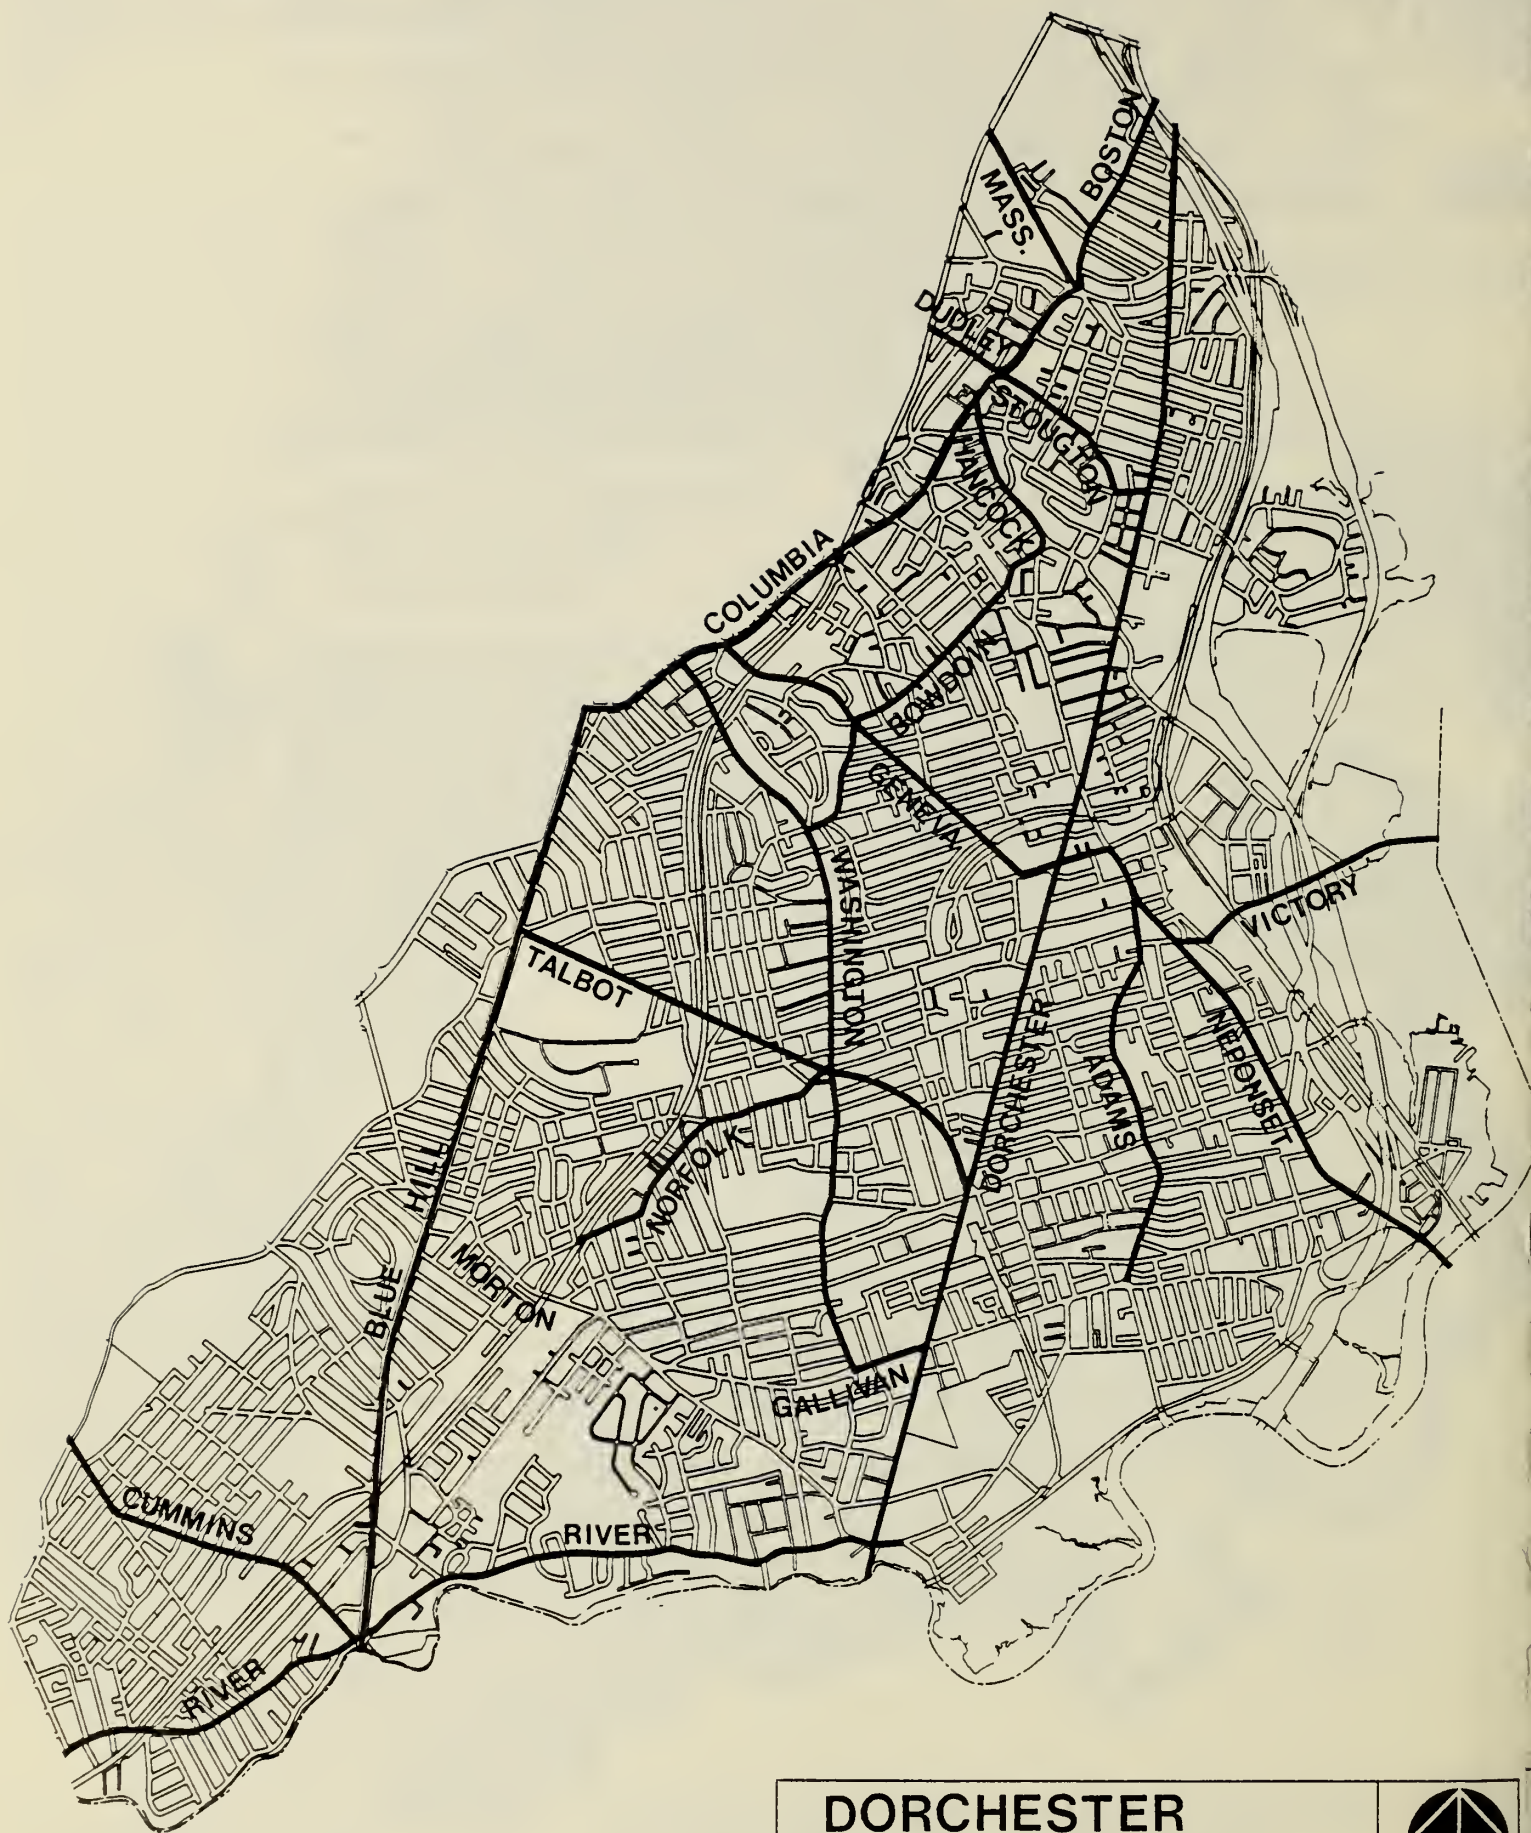 BOSTON
MASS.
DUDLEY
STOUGTON
HANCOCK
COLUMBIA
BOWDOIN
GENEVA
WASHINGTON
VICTORY
TALBOT
DORCHESTER
ADAMS
NEPONSET
NORFOLK
BLUE HILL
MORTON
GALLIVAN
CUMMINS
RIVER
RIVER
DORCHESTER